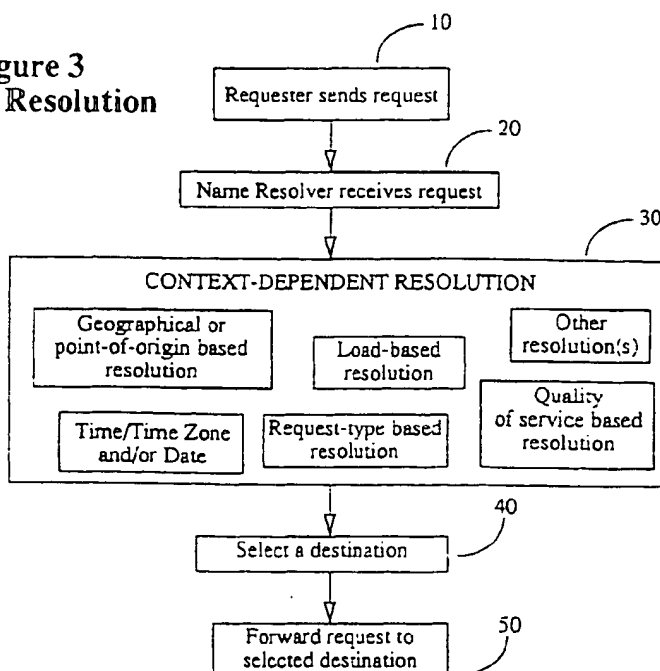 gure 3
Resolution
10
Requester sends request
20
Name Resolver receives request
30
CONTEXT-DEPENDENT RESOLUTION
Geographical or
point-of-origin based
resolution
Load-based
resolution
Other
resolution(s)
Time/Time Zone
and/or Date
Request-type based
resolution
Quality
of service based
resolution
40
Select a destination
50
Forward request to
selected destination